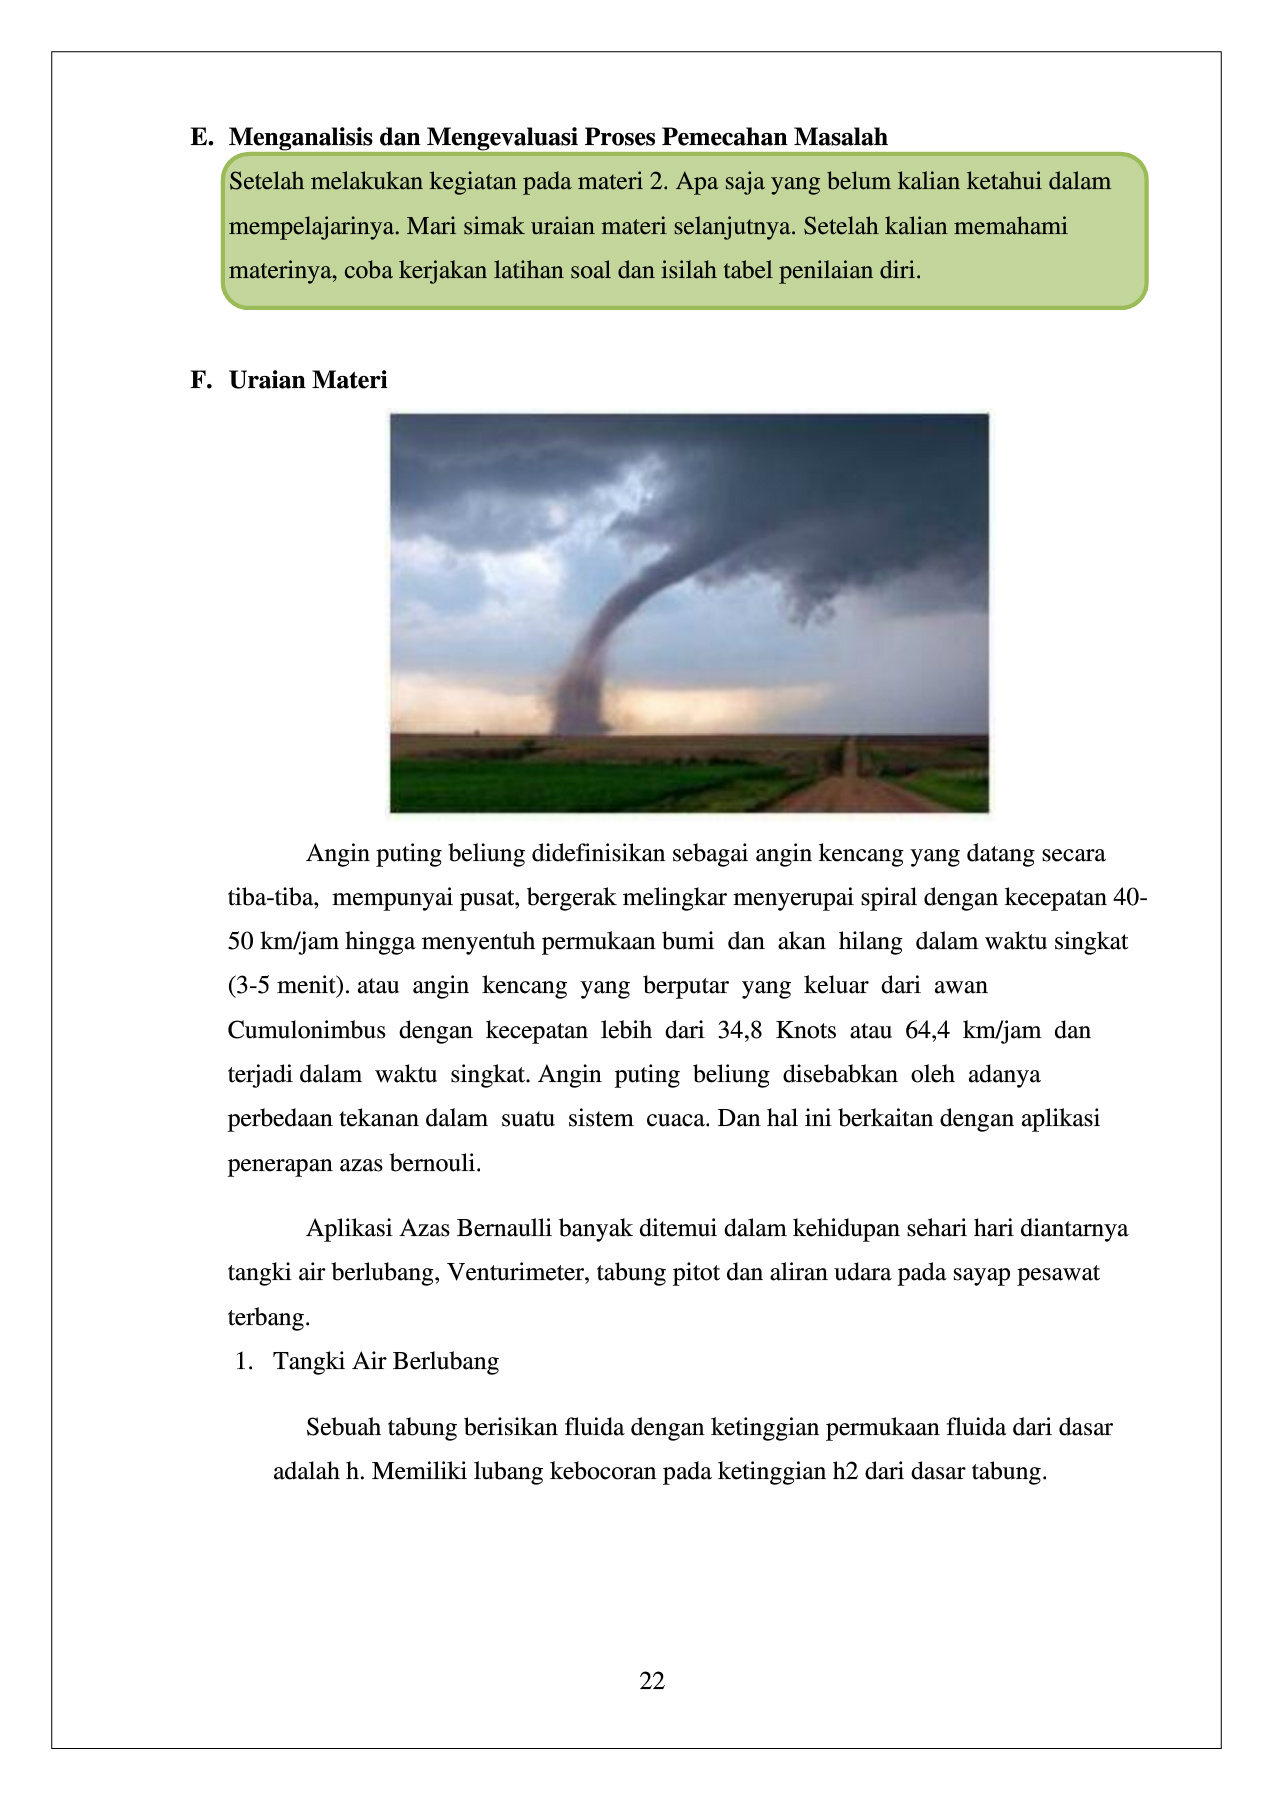 E. Menganalisis dan Mengevaluasi Proses Pemecahan Masalah
Setelah melakukan kegiatan pada materi 2. Apa saja yang belum kalian ketahui dalam
mempelajarinya. Mari simak uraian materi selanjutnya. Setelah kalian memahami
materinya, coba kerjakan latihan soal dan isilah tabel penilaian diri.
F. Uraian Materi
Angin puting beliung didefinisikan sebagai angin kencang yang datang secara
tiba-tiba, mempunyai pusat, bergerak melingkar menyerupai spiral dengan kecepatan 40-
50 km/jam hingga menyentuh permukaan bumi dan akan hilang dalam waktu singkat
(3-5 menit). atau angin kencang yang berputar yang keluar dari awan
Cumulonimbus dengan kecepatan lebih dari 34,8 Knots atau 64,4 km/jam dan
terjadi dalam waktu singkat. Angin puting beliung disebabkan oleh adanya
perbedaan tekanan dalam suatu sistem cuaca. Dan hal ini berkaitan dengan aplikasi
penerapan azas bernouli.
Aplikasi Azas Bernaulli banyak ditemui dalam kehidupan sehari hari diantarnya
tangki air berlubang, Venturimeter, tabung pitot dan aliran udara pada sayap pesawat
terbang.
1. Tangki Air Berlubang
Sebuah tabung berisikan fluida dengan ketinggian permukaan fluida dari dasar
adalah h. Memiliki lubang kebocoran pada ketinggian h2 dari dasar tabung.
22